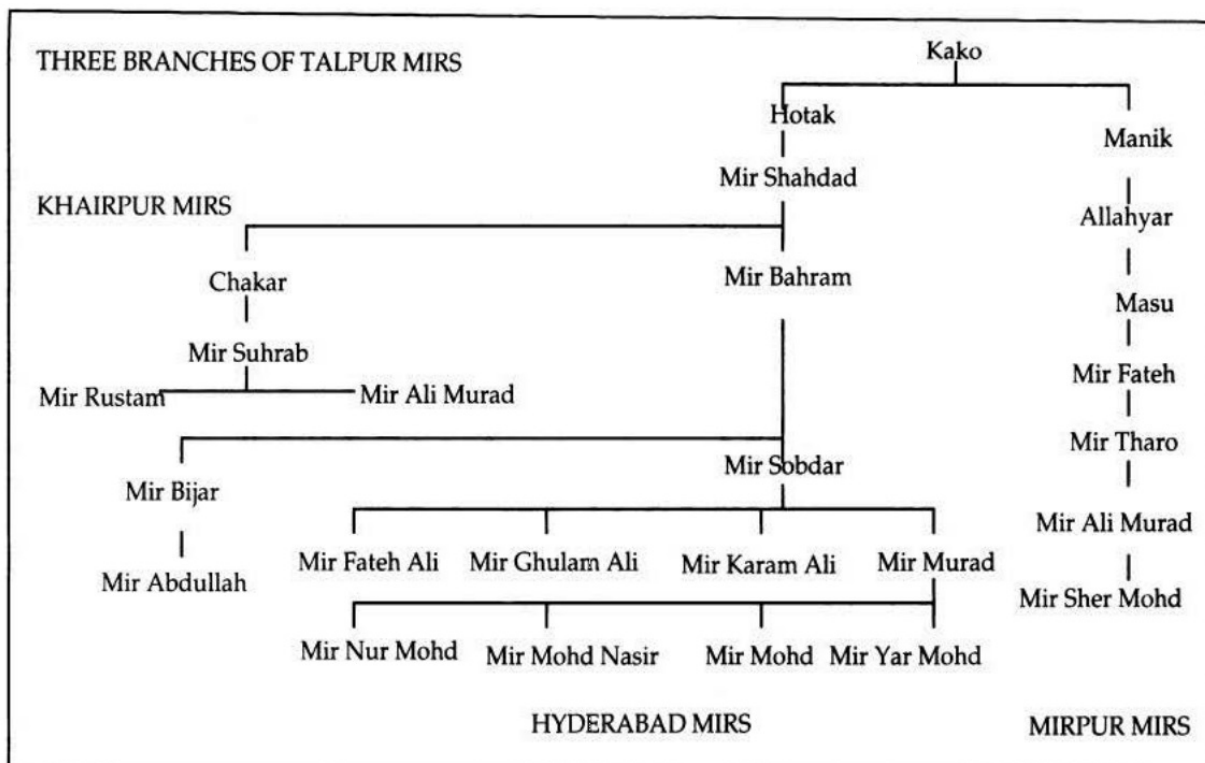 THREE BRANCHES OF TALPUR MIRS
Kako
Hotak
Manik
Mir Shahdad
KHAIRPUR MIRS
Allahyar
Chakar
Mir Bahram
Masu
Mir Suhrab
Mir Rustam
Mir Ali Murad
Mir Fateh
Mir Tharo
Mir Bijar
Mir Sobdar
Mir Ali Murad
Mir Abdullah
Mir Fateh Ali
Mir Ghulam Ali
Mir Karam Ali
Mir Murad
Mir Sher Mohd
Mir Nur Mohd
Mir Mohd Nasir
Mir Mohd
Mir Yar Mohd
HYDERABAD MIRS
MIRPUR MIRS